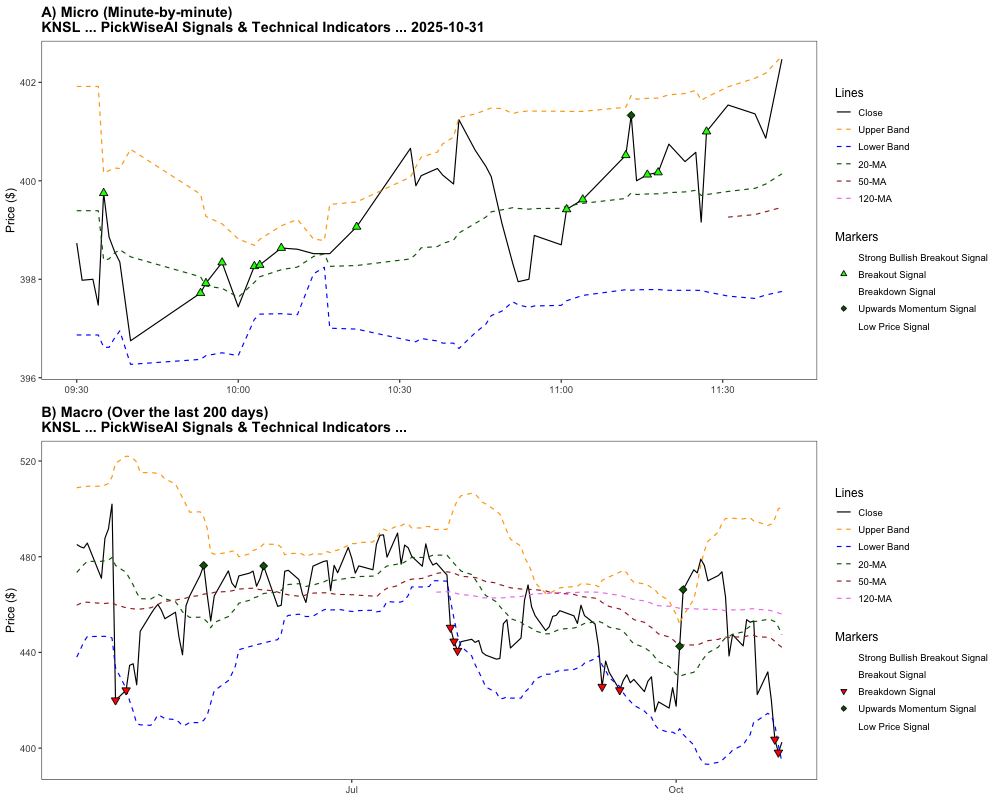 A) Micro (Minute-by-minute)
KNSL ... PickWiseAI Signals & Technical Indicators ... 2025-10-31
Price ($)
402
400
398
396
09:30
10:00
10:30
11:00
11:30
Lines
Close
Upper Band
Lower Band
20-MA
50-MA
120-MA
Markers
Strong Bullish Breakout Signal
Breakout Signal
Breakdown Signal
Upwards Momentum Signal
Low Price Signal
B) Macro (Over the last 200 days)
KNSL ... PickWiseAI Signals & Technical Indicators ...
Price ($)
520
480
440
400
Jul
Oct
Lines
Close
Upper Band
Lower Band
20-MA
50-MA
120-MA
Markers
Strong Bullish Breakout Signal
Breakout Signal
Breakdown Signal
Upwards Momentum Signal
Low Price Signal